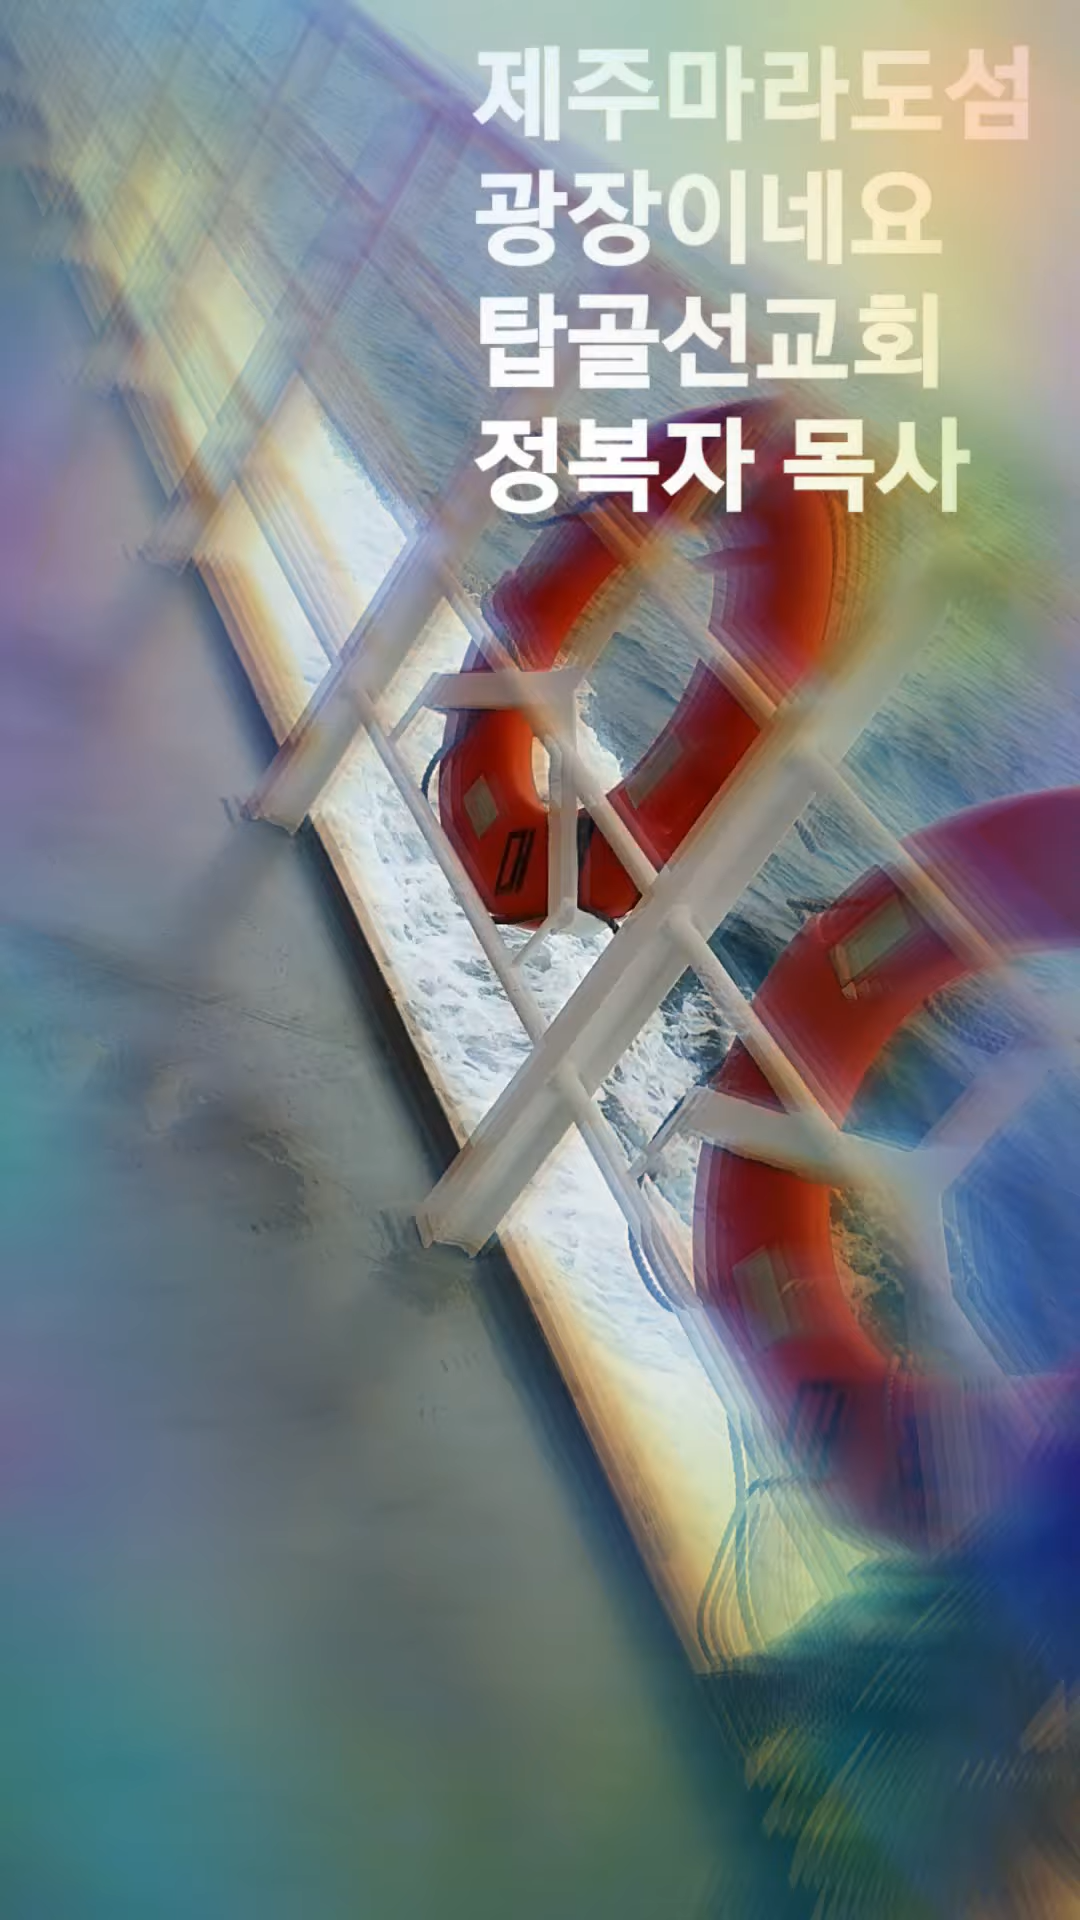 제주마라도섬
광장이네요
탑골선교회
정복자 목사